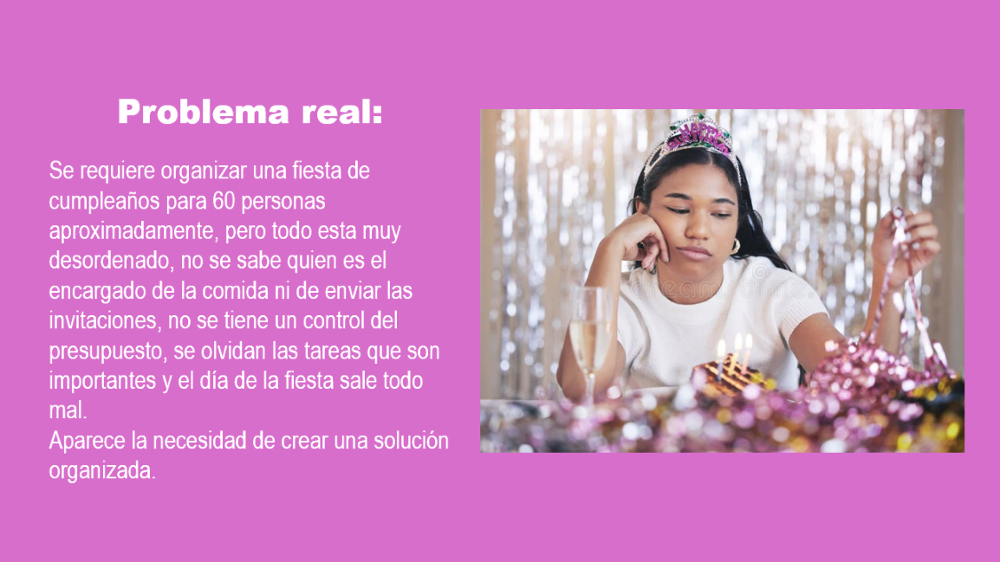 Problema real:
Se requiere organizar una fiesta de
cumpleaños para 60 personas
aproximadamente, pero todo esta muy
desordenado, no se sabe quien es el
encargado de la comida ni de enviar las
invitaciones, no se tiene un control del
presupuesto, se olvidan las tareas que son
importantes y el día de la fiesta sale todo
mal.
Aparece la necesidad de crear una solución
organizada.
HAPPY
BIRTHDAY
dreamstime